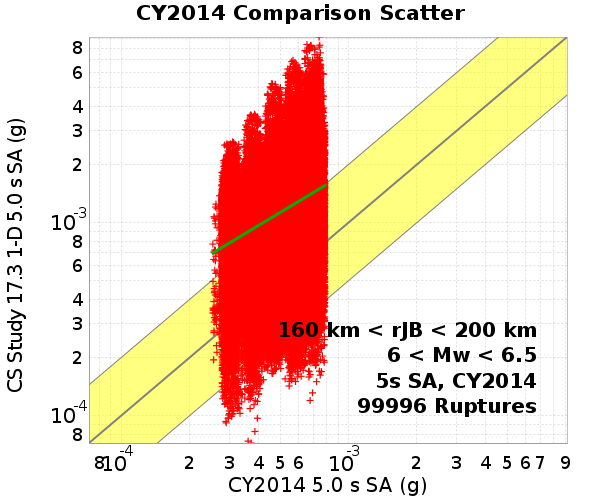 CY2014 Comparison Scatter
CS Study 17.3 1-D 5.0 s SA (g)
8
6
4
3
2
10-3
8
6
4
3
2
10-4
8
160 km < rJB < 200 km
6 < Mw < 6.5
5s SA, CY2014
99996 Ruptures
8 10-4 2 3 4 5 6 10-3 2 3 4 5 6 7 9
CY2014 5.0 s SA (g)